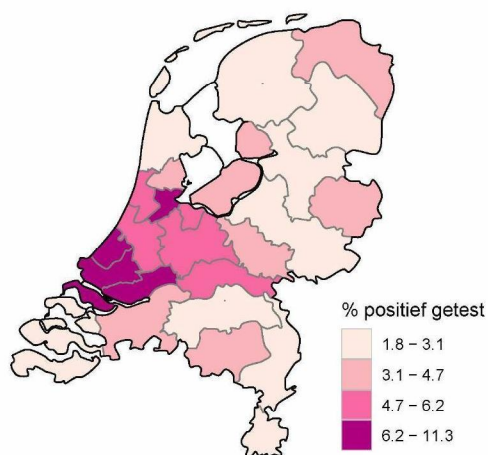 % positief getest
1.8 – 3.1
3.1 – 4.7
4.7 – 6.2
6.2 – 11.3